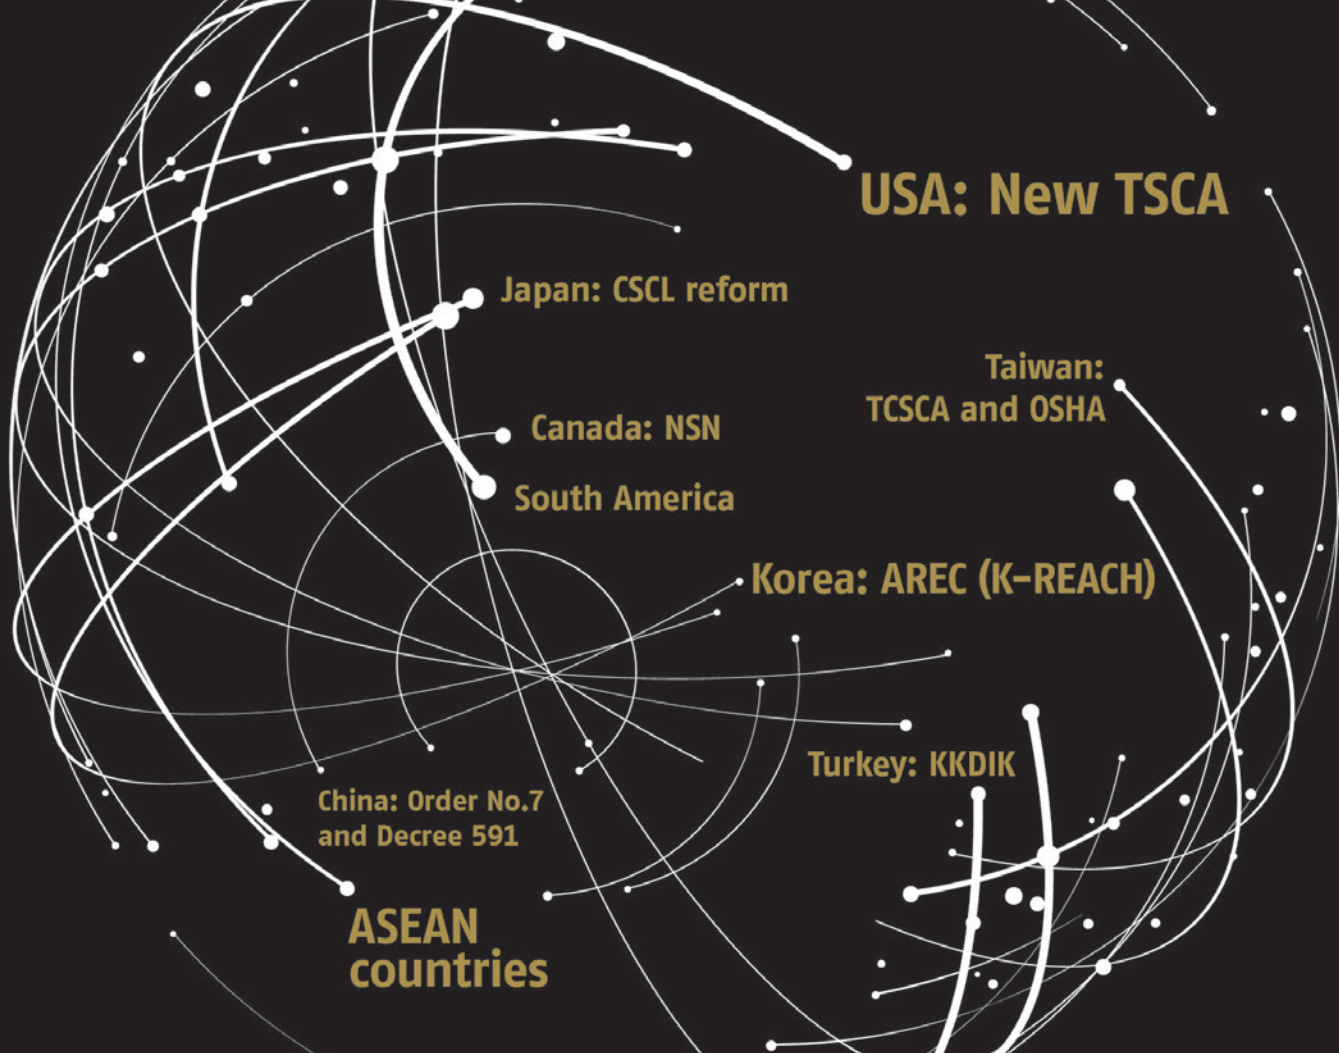 USA: New TSCA
Japan: CSCL reform
Taiwan:
TCSCA and OSHA
Canada: NSN
South America
Korea: AREC (K-REACH)
Turkey: KKDIK
China: Order No.7
and Decree 591
ASEAN
countries